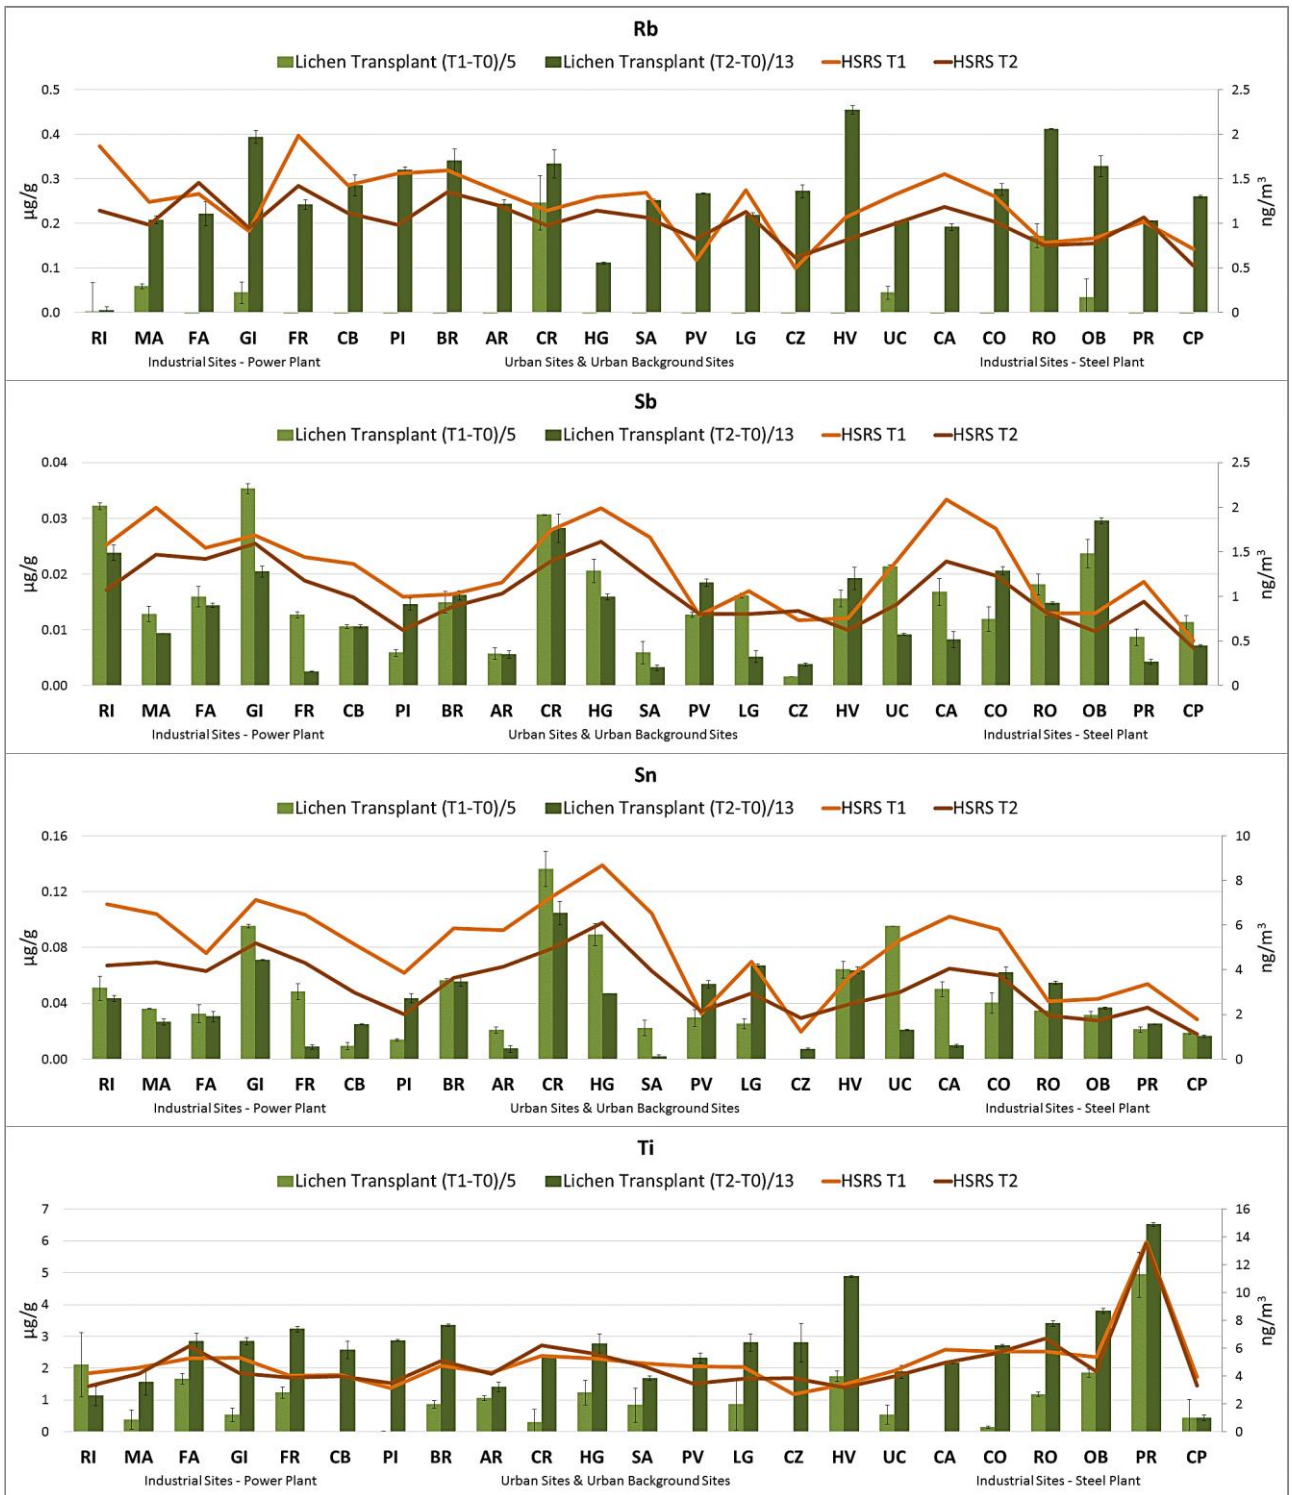 Rb
Lichen Transplant (T1-T0)/5 Lichen Transplant (T2-T0)/13 HSRS T1 HSRS T2
0.5 2.5
0.4 2
0.3 1.5
0.2 1
0.1 0.5
0.0 0
µg/g
ng/m³
RI MA FA GI FR CB PI BR AR CR HG SA PV LG CZ HV UC CA CO RO OB PR CP
Industrial Sites - Power Plant Urban Sites & Urban Background Sites Industrial Sites - Steel Plant
Sb
Lichen Transplant (T1-T0)/5 Lichen Transplant (T2-T0)/13 HSRS T1 HSRS T2
0.04 2.5
2
0.03
1.5
0.02
1
0.01
0.5
0.00 0
µg/g
ng/m³
RI MA FA GI FR CB PI BR AR CR HG SA PV LG CZ HV UC CA CO RO OB PR CP
Industrial Sites - Power Plant Urban Sites & Urban Background Sites Industrial Sites - Steel Plant
Sn
Lichen Transplant (T1-T0)/5 Lichen Transplant (T2-T0)/13 HSRS T1 HSRS T2
0.16 10
8
0.12
6
0.08
4
0.04
2
0.00 0
µg/g
ng/m³
RI MA FA GI FR CB PI BR AR CR HG SA PV LG CZ HV UC CA CO RO OB PR CP
Industrial Sites - Power Plant Urban Sites & Urban Background Sites Industrial Sites - Steel Plant
Ti
Lichen Transplant (T1-T0)/5 Lichen Transplant (T2-T0)/13 HSRS T1 HSRS T2
7 16
14
6
12
5
10
4
8
3
6
2
4
1
2
0 0
µg/g
ng/m³
RI MA FA GI FR CB PI BR AR CR HG SA PV LG CZ HV UC CA CO RO OB PR CP
Industrial Sites - Power Plant Urban Sites & Urban Background Sites Industrial Sites - Steel Plant